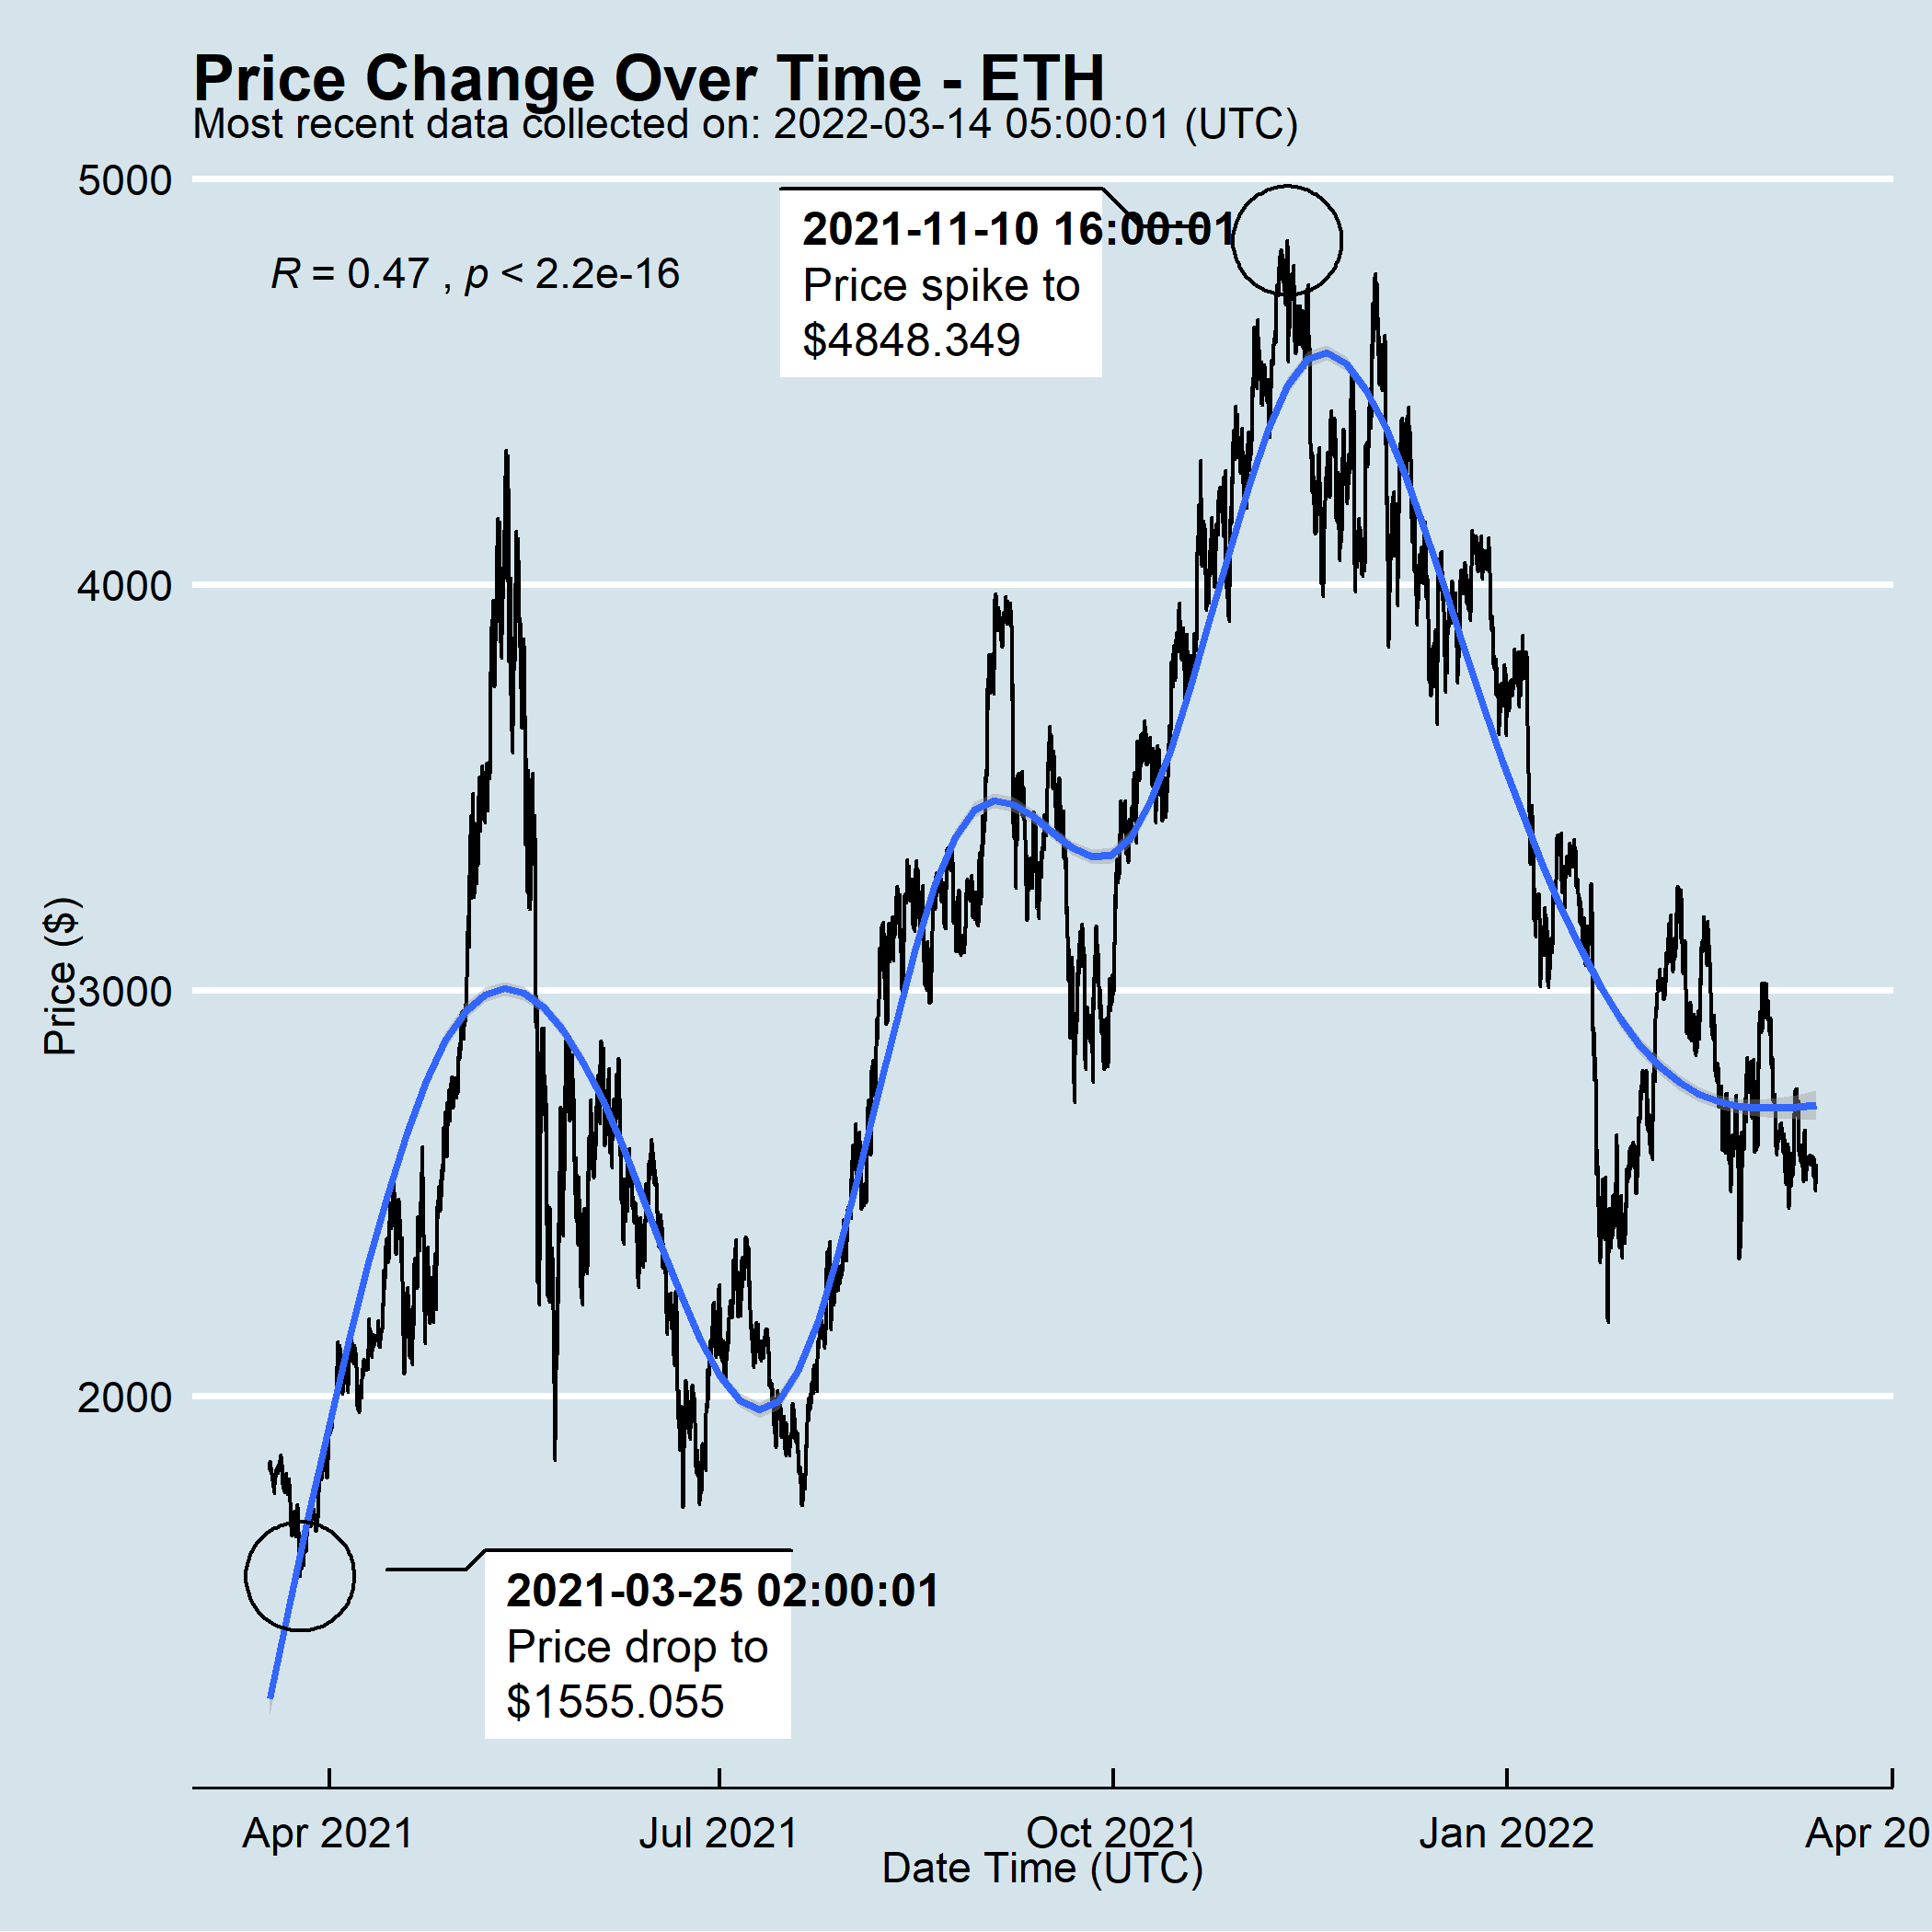 Price Change Over Time - ETH
Most recent data collected on: 2022-03-14 05:00:01 (UTC)
5000
2021-11-10 16:00:01
Price spike to
$4848.349
R = 0.47 , p < 2.2e-16
4000
Price ($)
3000
2000
2021-03-25 02:00:01
Price drop to
$1555.055
Apr 2021 Jul 2021 Oct 2021 Jan 2022 Apr 20
Date Time (UTC)